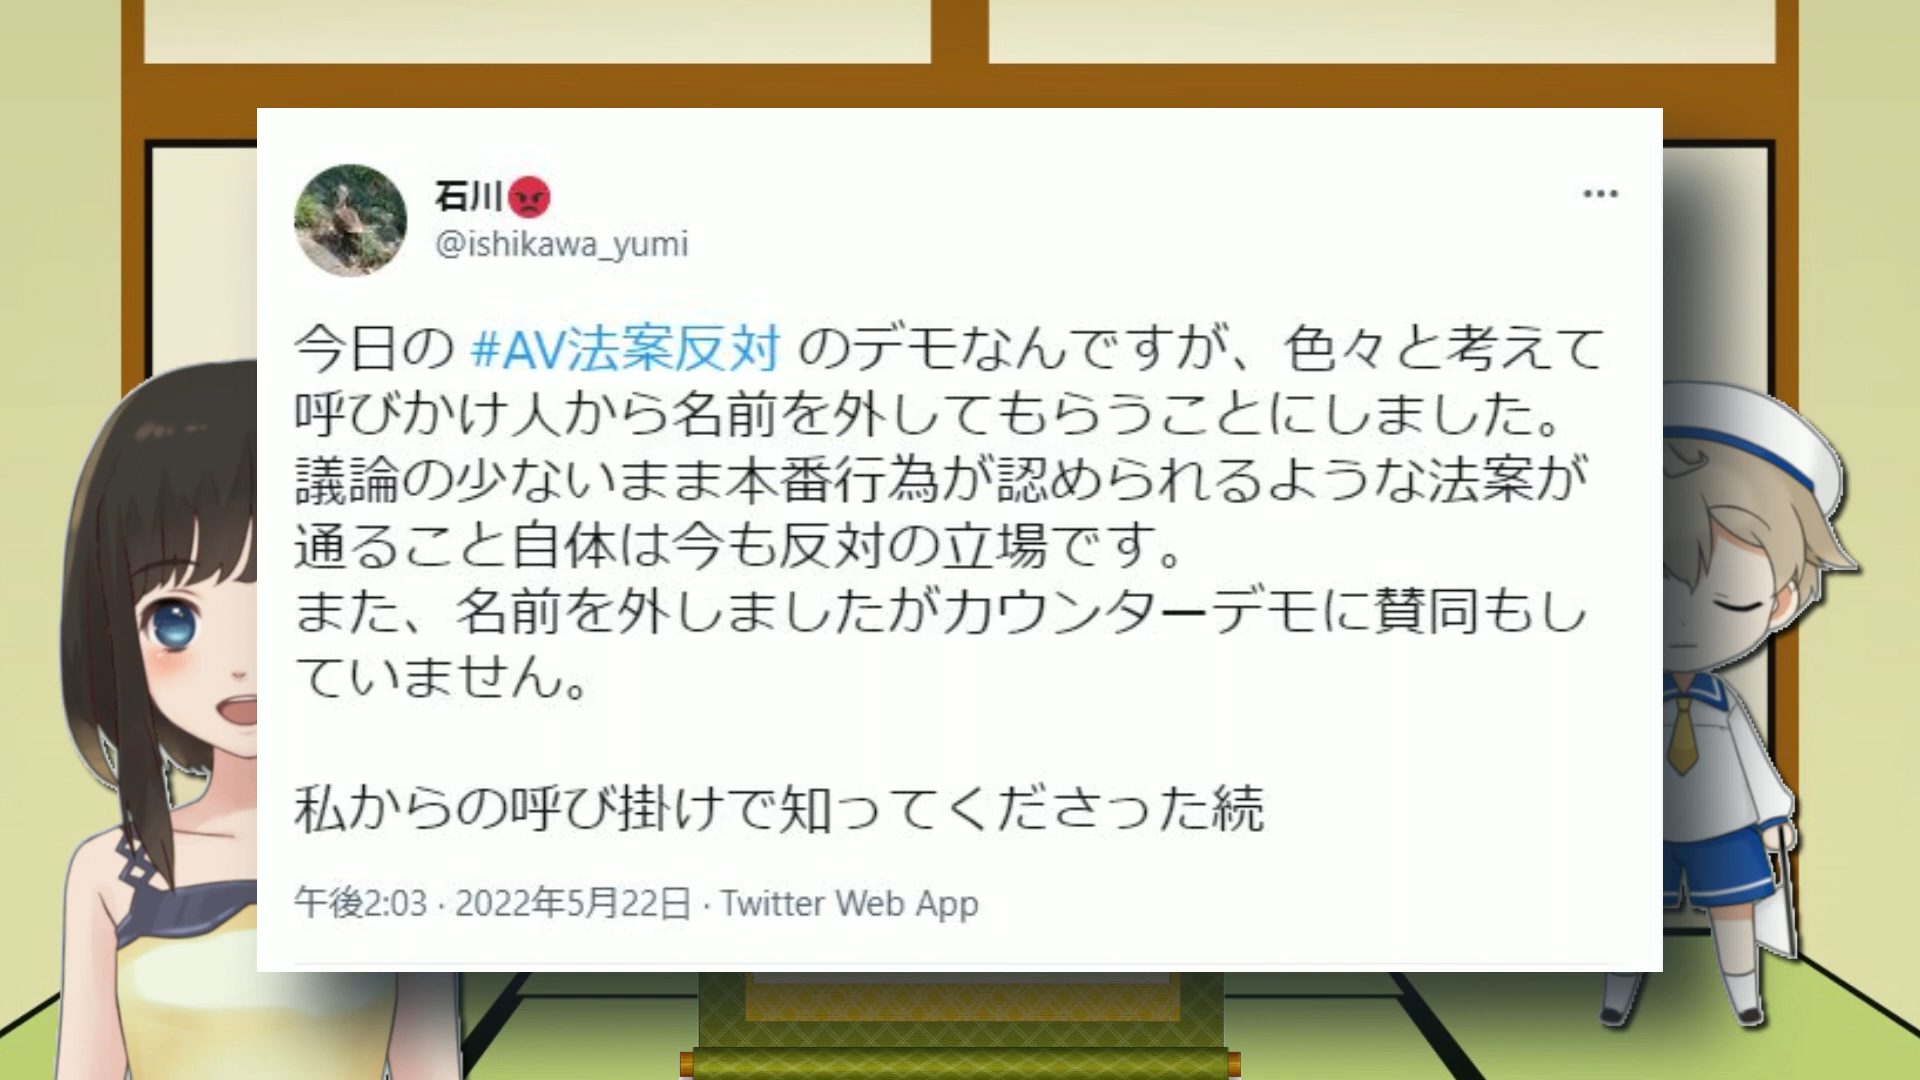 石川😡
@ishikawa_yumi
今日の #AV法案反対 のデモなんですが、色々と考えて
呼びかけ人から名前を外してもらうことにしました。
議論の少ないまま本番行為が認められるような法案が
通ること自体は今も反対の立場です。
また、名前を外しましたがカウンターデモに賛同もし
ていません。
私からの呼び掛けで知ってくださった続
午後2:03 · 2022年5月22日 · Twitter Web App